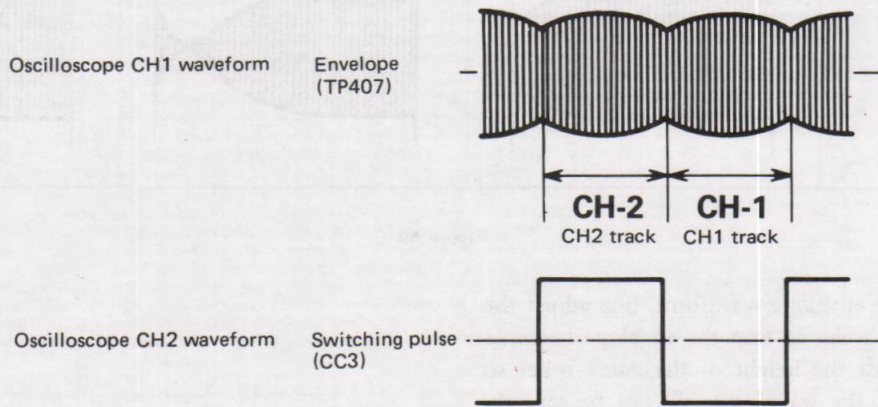 Oscilloscope CH1 waveform
Envelope
(TP407)
CH-2
CH-1
CH2 track
CH1 track
Oscilloscope CH2 waveform
Switching pulse
(CC3)